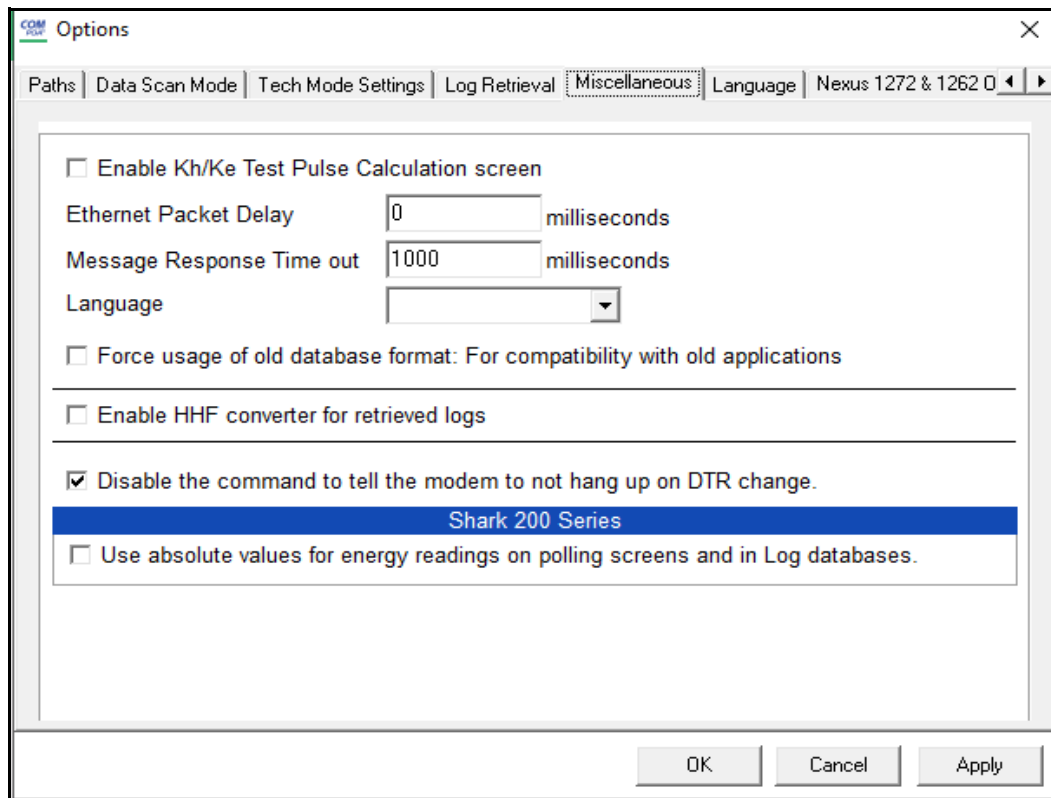 COM
Options
Paths Data Scan Mode Tech Mode Settings Log Retrieval Miscellaneous Language Nexus 1272 & 1262 O
Enable Kh/Ke Test Pulse Calculation screen
Ethernet Packet Delay 0 milliseconds
Message Response Time out 1000 milliseconds
Language
Force usage of old database format: For compatibility with old applications
Enable HHF converter for retrieved logs
Disable the command to tell the modem to not hang up on DTR change.
Shark 200 Series
Use absolute values for energy readings on polling screens and in Log databases.
OK Cancel Apply